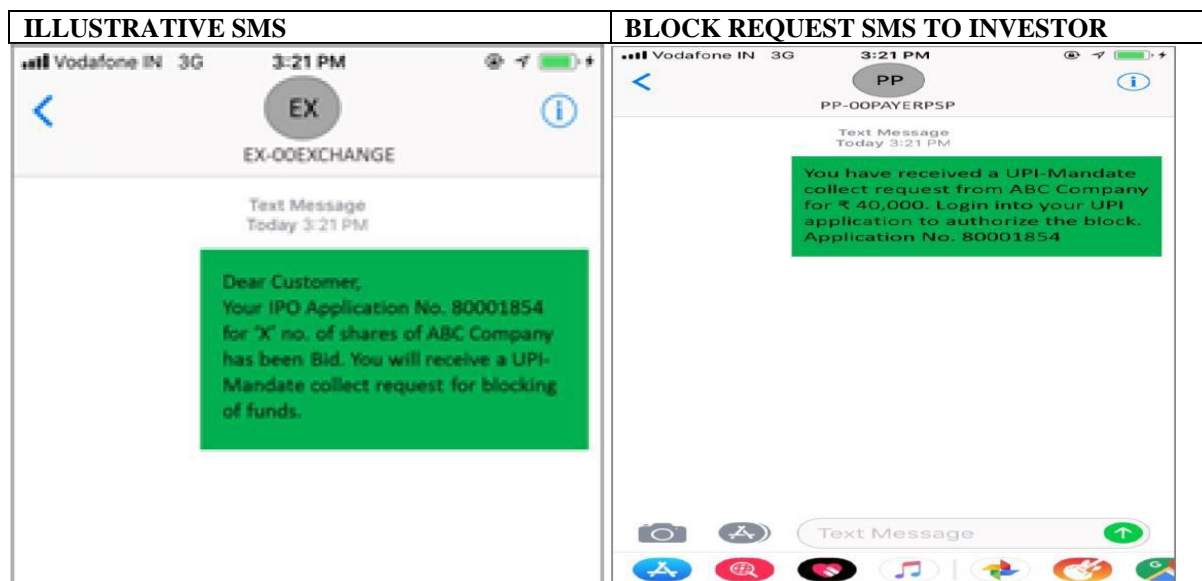 ILLUSTRATIVE SMS
Vodafone IN 3G 3:21 PM
EX
EX-00EXCHANGE
Text Message
Today 3:21 PM
Dear Customer,
Your IPO Application No. 80001854
for 'X' no. of shares of ABC Company
has been Bid. You will receive a UPI-
Mandate collect request for blocking
of funds.
BLOCK REQUEST SMS TO INVESTOR
Vodafone IN 3G 3:21 PM
PP
PP-00PAYERPSP
Text Message
Today 3:21 PM
You have received a UPI-Mandate
collect request from ABC Company
for ₹ 40,000. Login into your UPI
application to authorize the block.
Application No. 80001854
Text Message